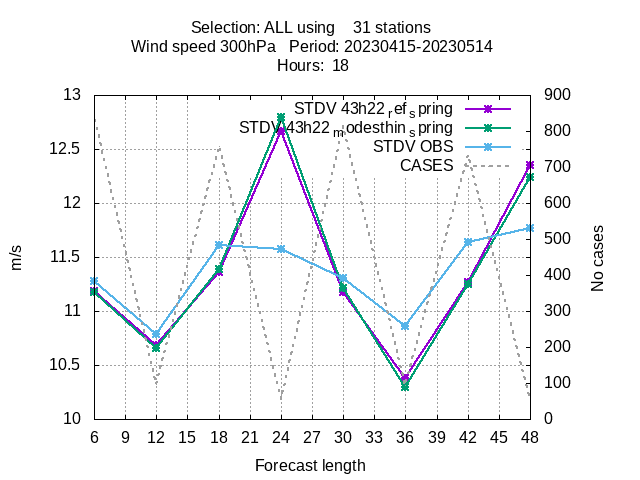 Selection: ALL using    31 stations
Wind speed 300hPa   Period: 20230415-20230514
Hours:  18
13
12.5
12
11.5
11
10.5
10
900
800
700
600
500
400
300
200
100
0
STDV 43h22_ref_spring
STDV 43h22_modesthin_spring
STDV OBS
CASES
m/s
No cases
6 9 12 15 18 21 24 27 30 33 36 39 42 45 48
Forecast length